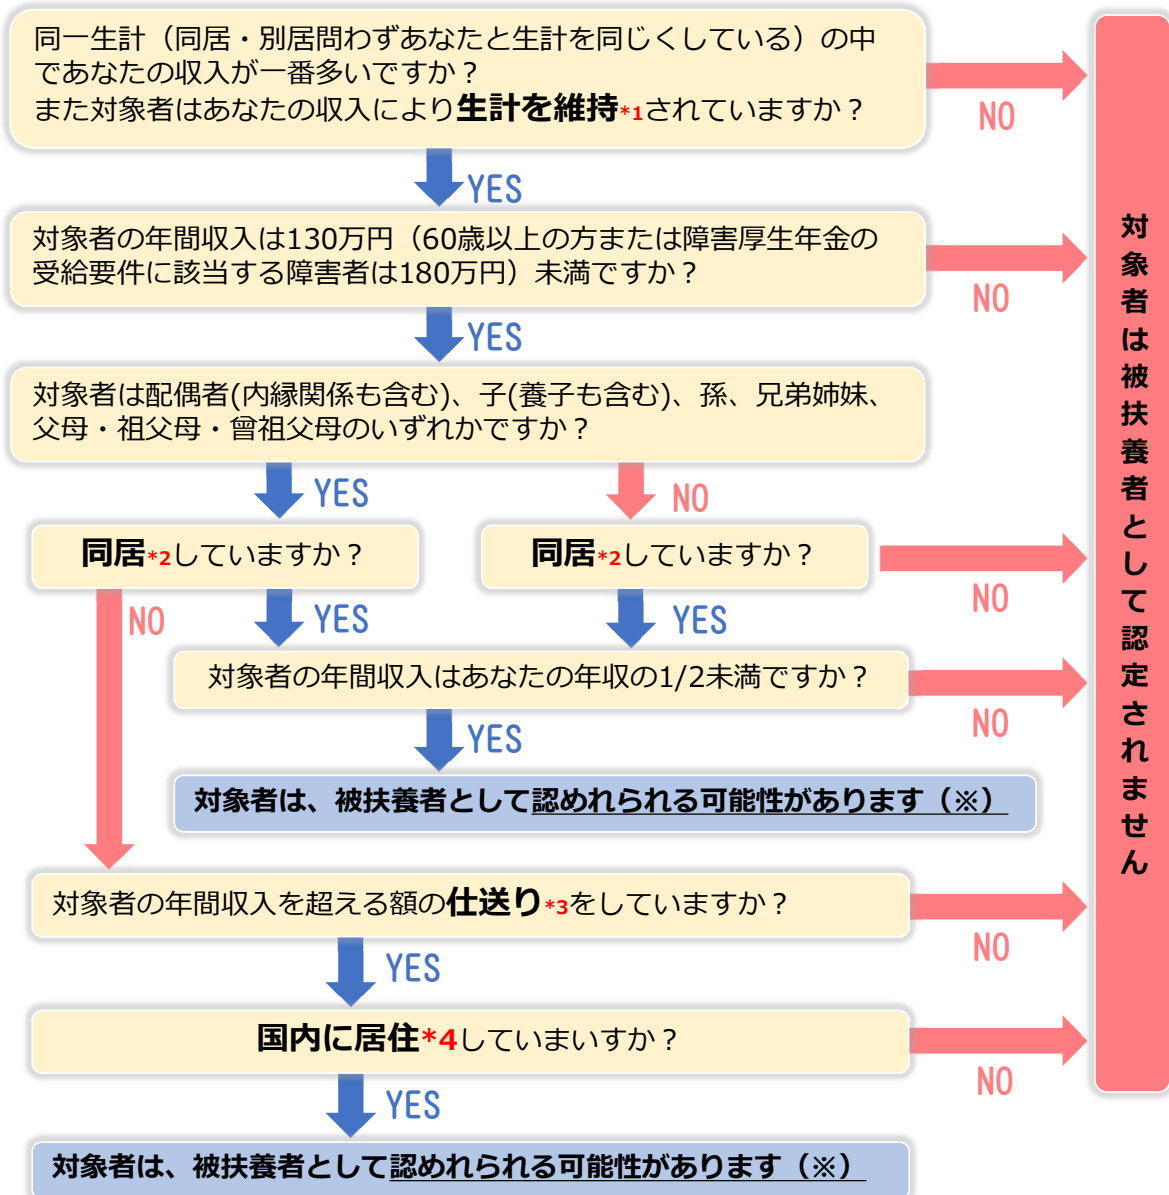 同一生計（同居・別居問わずあなたと生計を同じくしている）の中
であなたの収入が一番多いですか？
また対象者はあなたの収入により生計を維持*1されていますか？
NO
YES
対象者の年間収入は130万円（60歳以上の方または障害厚生年金の
受給要件に該当する障害者は180万円）未満ですか？
NO
YES
対象者は配偶者(内縁関係も含む)、子(養子も含む)、孫、兄弟姉妹、
父母・祖父母・曾祖父母のいずれかですか？
YES
NO
同居*2していますか？
同居*2していますか？
NO
NO
YES
YES
対象者の年間収入はあなたの年収の1/2未満ですか？
NO
YES
対象者は、被扶養者として認めれられる可能性があります（※）
対象者の年間収入を超える額の仕送り*3をしていますか？
NO
YES
国内に居住*4していまいすか？
NO
YES
対象者は、被扶養者として認めれられる可能性があります（※）
対象者は被扶養者として認定されません